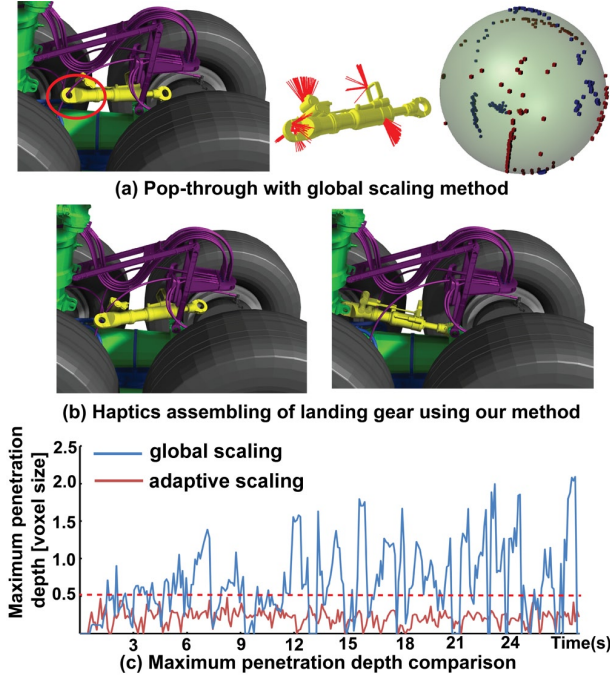 (a) Pop-through with global scaling method
(b) Haptics assembling of landing gear using our method
Maximum penetration
depth [voxel size]
2.5
2.0
1.5
1.0
0.5
global scaling
adaptive scaling
3 6 9 12 15 18 21 24 Time(s)
(c) Maximum penetration depth comparison